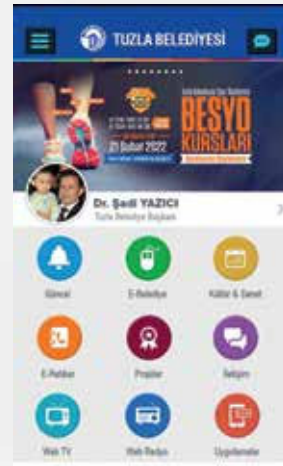 TUZLA BELEDİYESİ
BESYO
KURSLARI
21 Şubat 2022
Dr. Şadi YAZICI
Tuzla Belediye Başkanı
Güncel
E-Belediye
Kültür & Sanat
E-Rehber
Projeler
İletişim
Web TV
Web Radyo
Uygulamalar